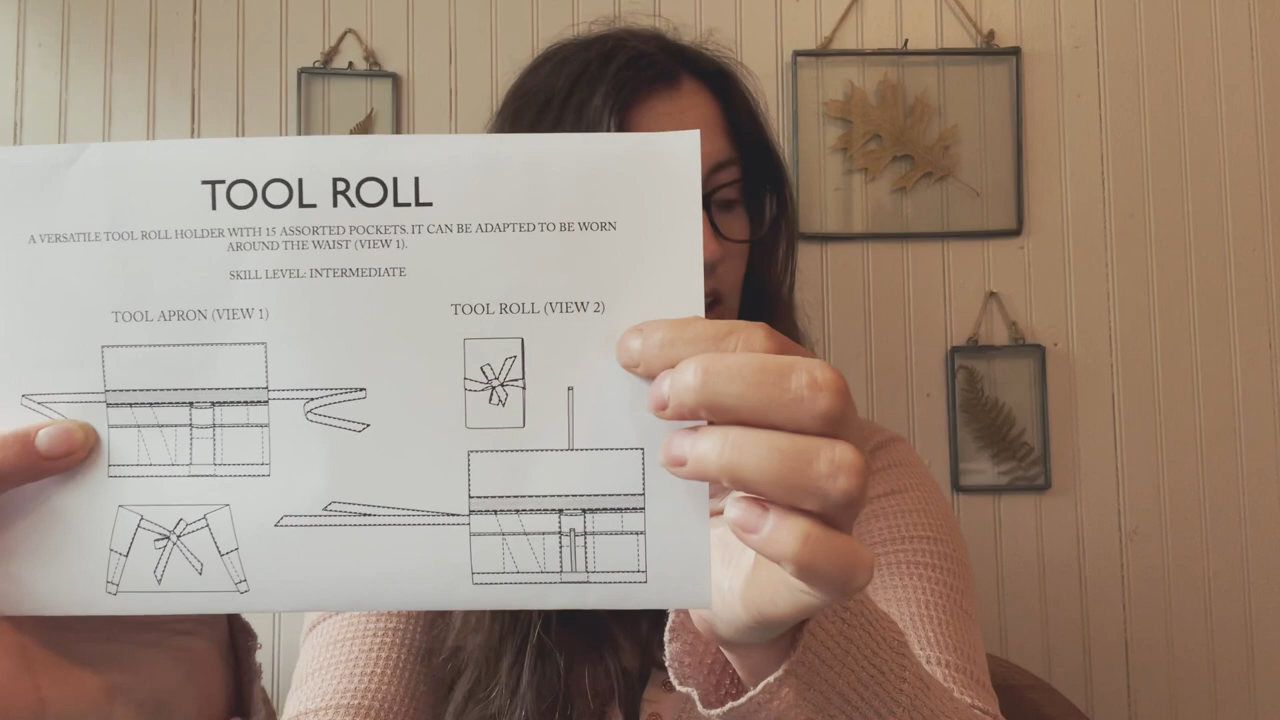 TOOL ROLL
A VERSATILE TOOL ROLL HOLDER WITH 15 ASSORTED POCKETS. IT CAN BE ADAPTED TO BE WORN
AROUND THE WAIST (VIEW 1).
SKILL LEVEL: INTERMEDIATE
TOOL APRON (VIEW 1)
TOOL ROLL (VIEW 2)